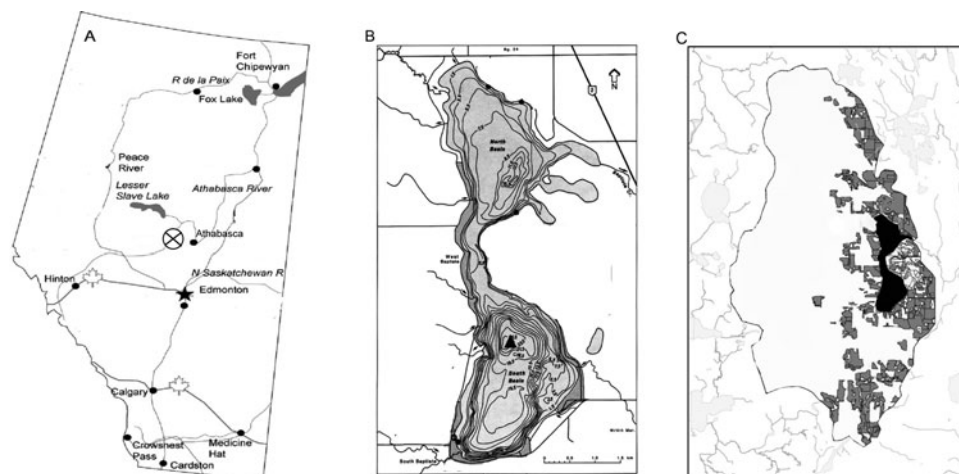 A
Fort
Chipewyan
R de la Paix
Fox Lake
Peace
River
Lesser
Slave Lake
Athabasca River
Athabasca
N Saskatchewan R
Hinton
Edmonton
Calgary
Crowsnest
Pass
Medicine
Hat
Cardston
B
N
2
North
Basin
West Baptiste
South
Basin
South Baptiste
C